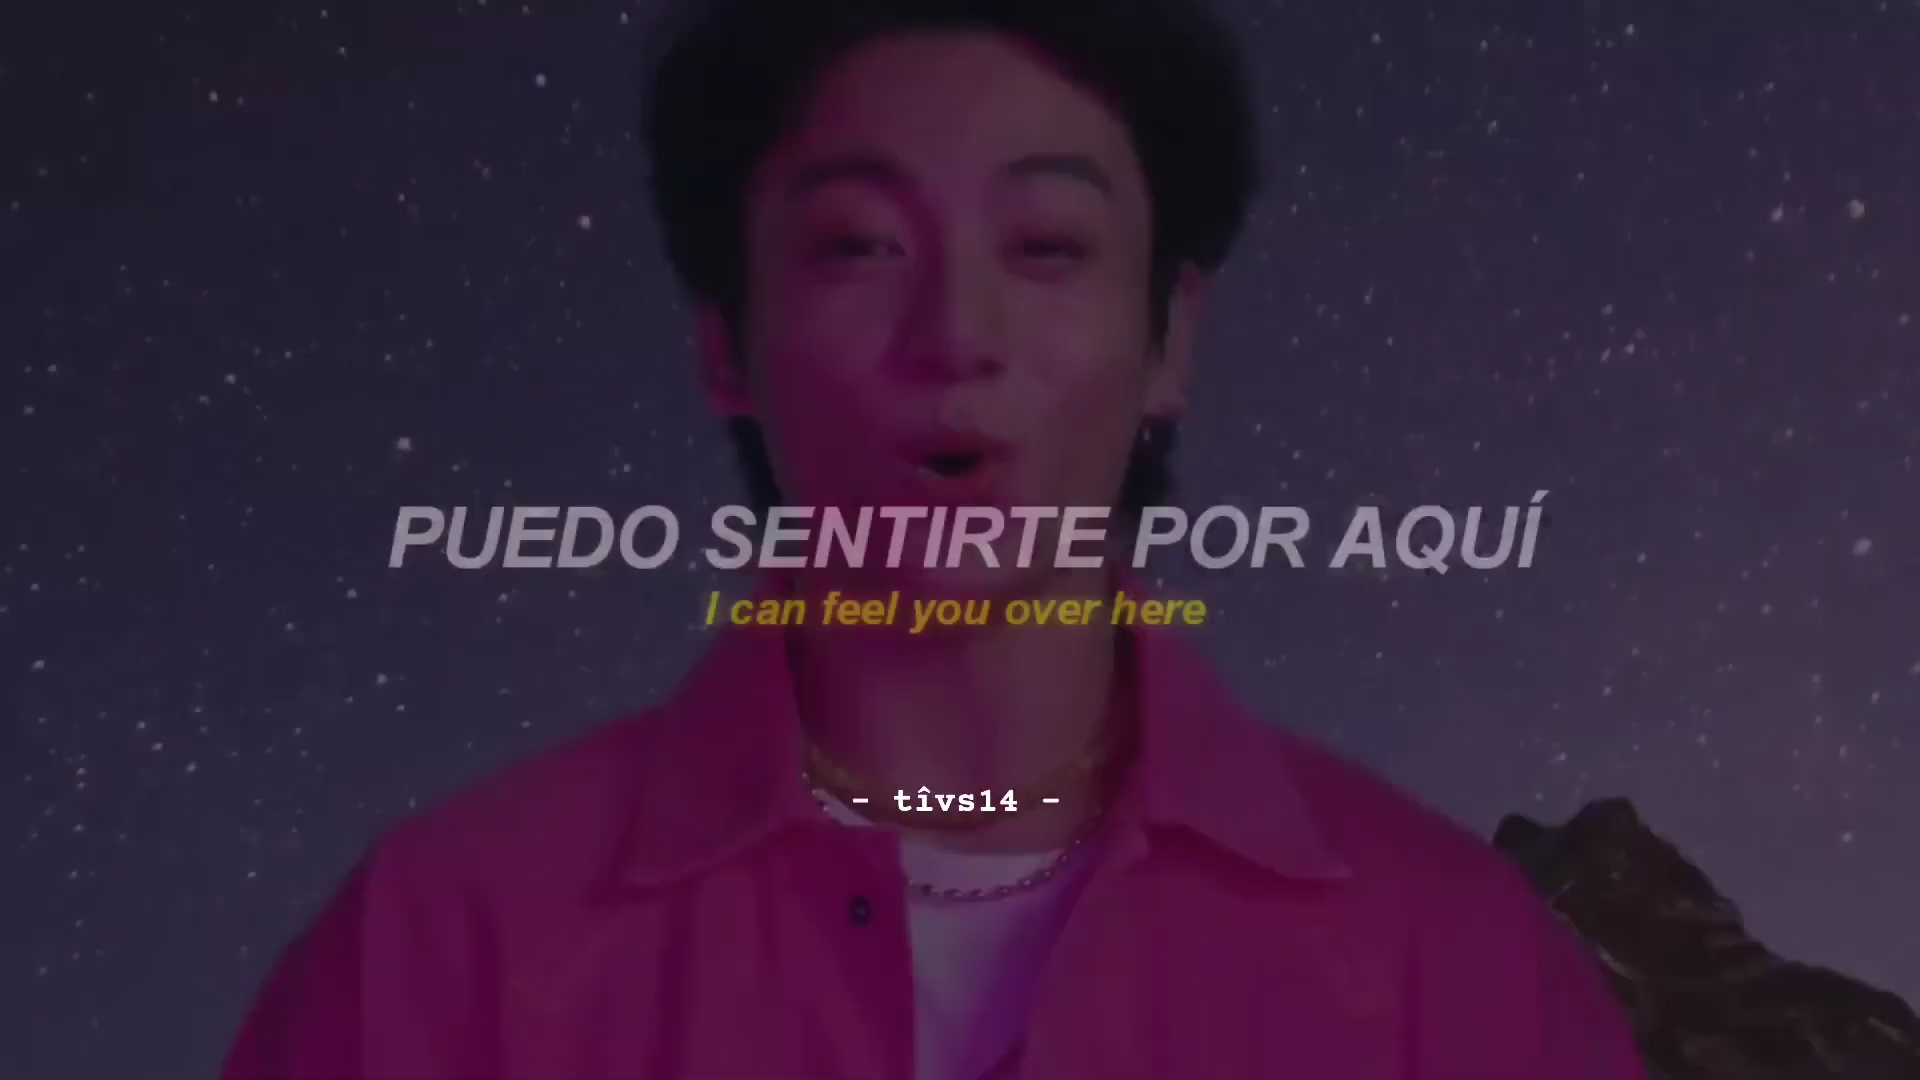 PUEDO SENTIRTE POR AQUÍ
I can feel you over here
- tîvs14 -